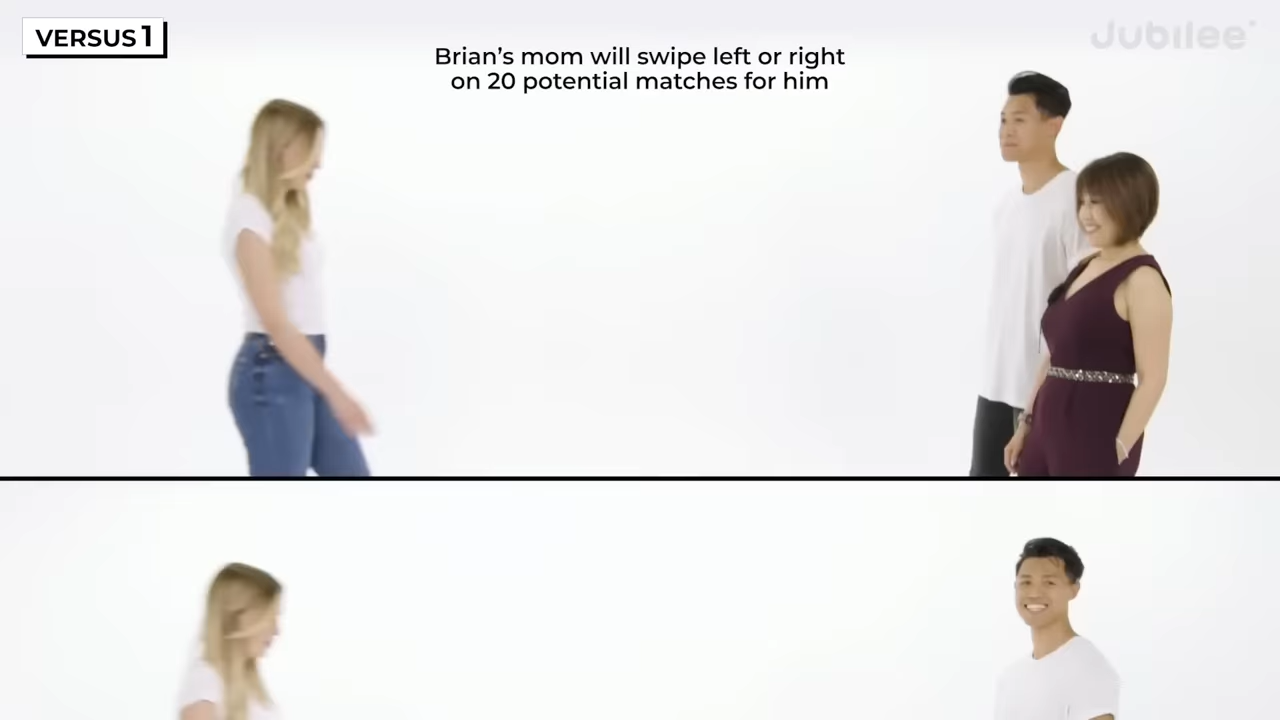 VERSUS 1
Jubilee
Brian’s mom will swipe left or right
on 20 potential matches for him